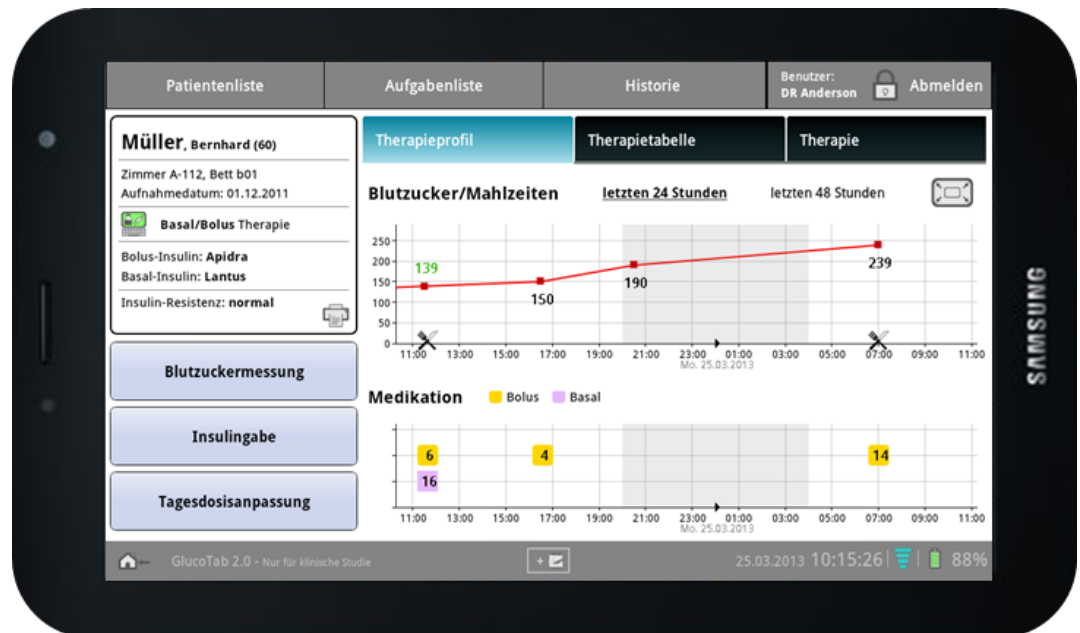 Patientenliste
Aufgabenliste
Historie
Benutzer:
DR Anderson
Abmelden
Müller, Bernhard (60)
Zimmer A-112, Bett b01
Aufnahmedatum: 01.12.2011
Basal/Bolus Therapie
Bolus-Insulin: Apidra
Basal-Insulin: Lantus
Insulin-Resistenz: normal
Blutzuckermessung
Insulingabe
Tagesdosisanpassung
Therapieprofil
Therapietabelle
Therapie
Blutzucker/Mahlzeiten
letzten 24 Stunden
letzten 48 Stunden
250
200
150
100
50
0
139
150
190
239
11:00 13:00 15:00 17:00 19:00 21:00 23:00 01:00 03:00 05:00 07:00 09:00 11:00
Mo. 25.03.2013
Medikation
Bolus
Basal
6
4
14
16
11:00 13:00 15:00 17:00 19:00 21:00 23:00 01:00 03:00 05:00 07:00 09:00 11:00
Mo. 25.03.2013
GlucoTab 2.0 - Nur für klinische Studie
+
25.03.2013 10:15:26
88%
SAMSUNG